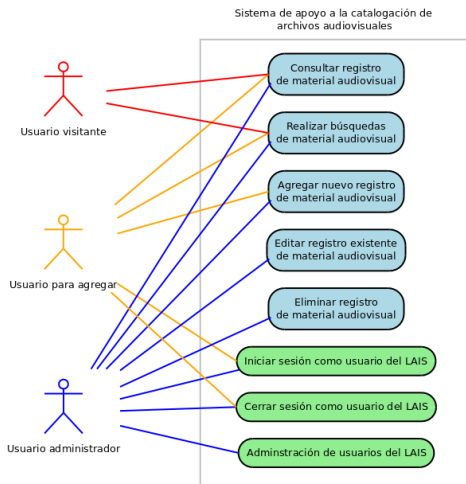 Sistema de apoyo a la catalogación de
archivos audiovisuales
Consultar registro
de material audiovisual
Usuario visitante
Realizar búsquedas
de material audiovisual
Agregar nuevo registro
de material audiovisual
Usuario para agregar
Editar registro existente
de material audiovisual
Eliminar registro
de material audiovisual
Iniciar sesión como usuario del LAIS
Cerrar sesión como usuario del LAIS
Usuario administrador
Adminstración de usuarios del LAIS